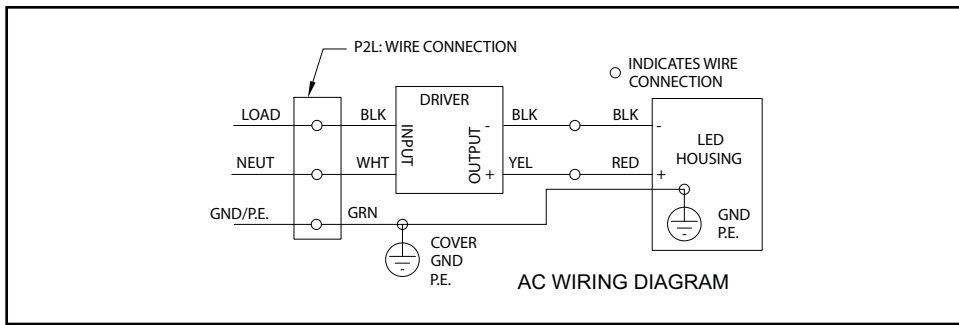 P2L: WIRE CONNECTION
INDICATES WIRE
CONNECTION
DRIVER
LOAD
BLK
INPUT
OUTPUT
-
BLK
BLK
-
LED
HOUSING
NEUT
WHT
+
YEL
RED
+
GND/P.E.
GRN
GND
P.E.
COVER
GND
P.E.
AC WIRING DIAGRAM